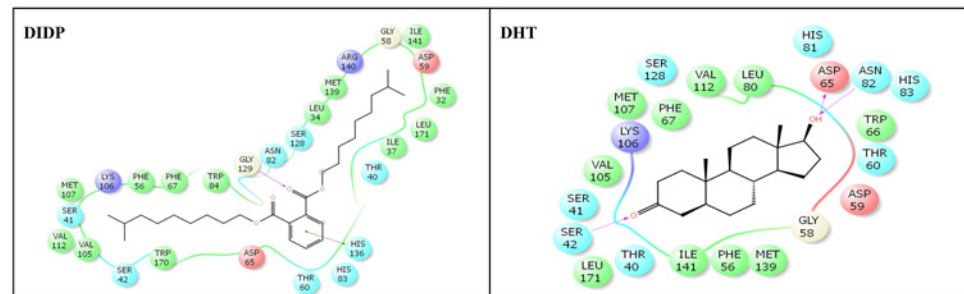 DIDP
GLY 58
ILE 141
ARG 140
ASP 59
MET 139
PHE 32
LEU 34
SER 128
LEU 171
ASN 82
ILE 37
GLY 129
THR 40
LYS 106
PHE 56
PHE 67
TRP 84
MET 107
SER 41
VAL 112
VAL 105
TRP 170
ASP 65
HIS 136
SER 42
HIS 83
THR 60
O
O
O
O
DHT
HIS 81
SER 128
ASP 65
ASN 82
VAL 112
LEU 80
HIS 83
MET 107
PHE 67
OH
LYS 106
TRP 66
THR 60
VAL 105
ASP 59
SER 41
O
GLY 58
SER 42
THR 40
ILE 141
PHE 56
MET 139
LEU 171